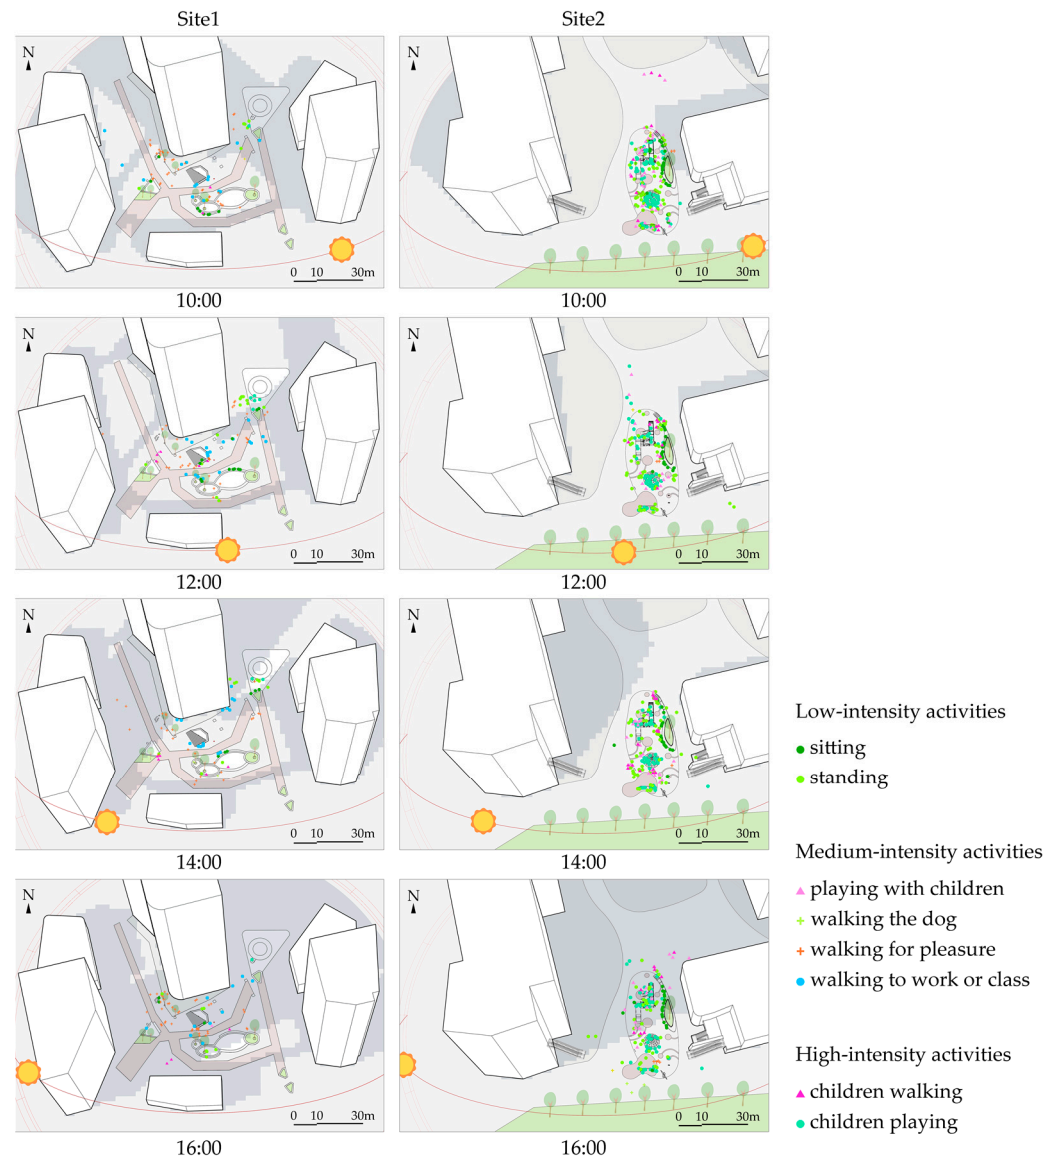 Site1
Site2
N
N
0 10 30m
0 10 30m
10:00
10:00
N
N
0 10 30m
0 10 30m
12:00
12:00
N
N
0 10 30m
0 10 30m
14:00
14:00
N
N
0 10 30m
0 10 30m
16:00
16:00
Low-intensity activities
sitting
standing
Medium-intensity activities
playing with children
walking the dog
walking for pleasure
walking to work or class
High-intensity activities
children walking
children playing